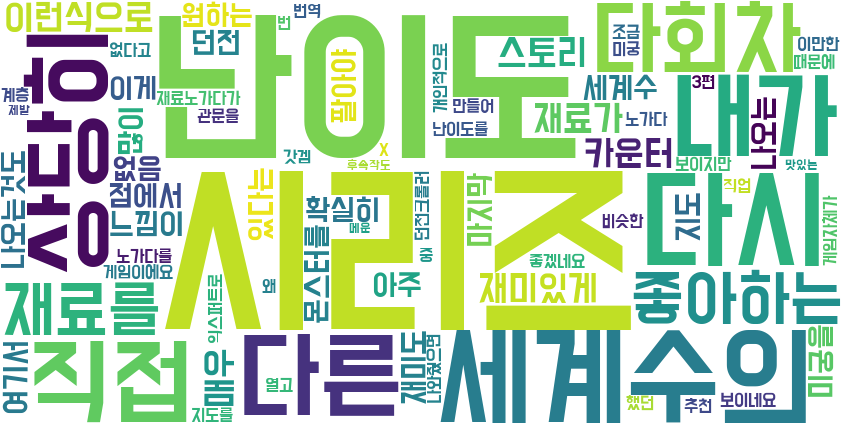 이런식으로
원하는
번역
번
던전
없다고
상당히
난이도
팔아야
스토리
다회차
조금
미궁
이만한
때문에
개인적으로
계층
제발
이게
재료노가다가
관문을
많이
만들어
난이도를
세계수
3편
재료가
노가다
내가
나오는
없었음
갓겜
X
후속작도
카운터
보이지만
맛있는
나오는것도
점에서
느낌이
있다는
확실히
던전크롤러
중
메운
마지막
시리즈
비슷한
다시
직업
지도
게임자체가
노가다를
게임이에요
왜
몬스터를
아주
좋겠네요
재미있게
좋아하는
재료를
익스퍼트로
여기서
직접
매우
다른
열고
지도를
재미도
나와줬으면
세계수의
했던
추천
보이네요
미궁을